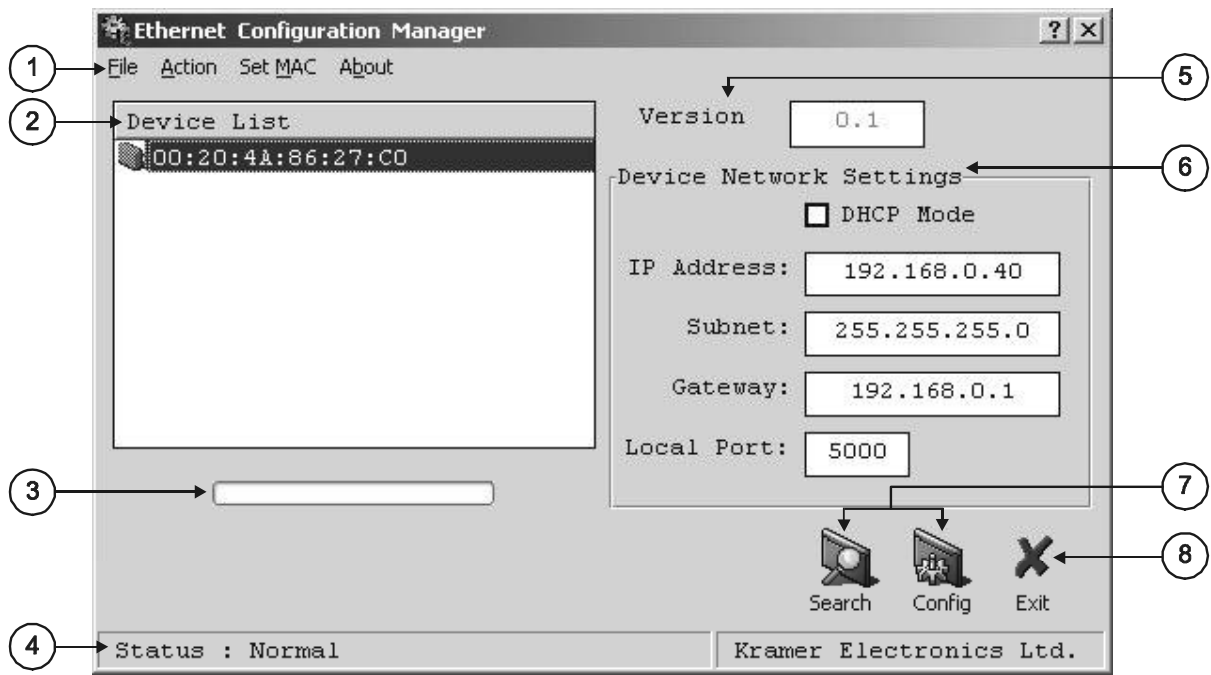 Ethernet Configuration Manager
? X
1
File Action Set MAC About
5
2
Device List
Version 0.1
00:20:4A:86:27:C0
6
Device Network Settings
DHCP Mode
IP Address: 192.168.0.40
Subnet: 255.255.255.0
Gateway: 192.168.0.1
Local Port: 5000
3
7
8
Search Config Exit
4
Status : Normal
Kramer Electronics Ltd.